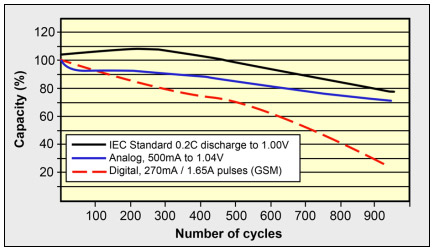 120
100
80
60
40
20
Capacity (%)
IEC Standard 0.2C discharge to 1.00V
Analog, 500mA to 1.04V
Digital, 270mA / 1.65A pulses (GSM)
100 200 300 400 500 600 700 800 900
Number of cycles